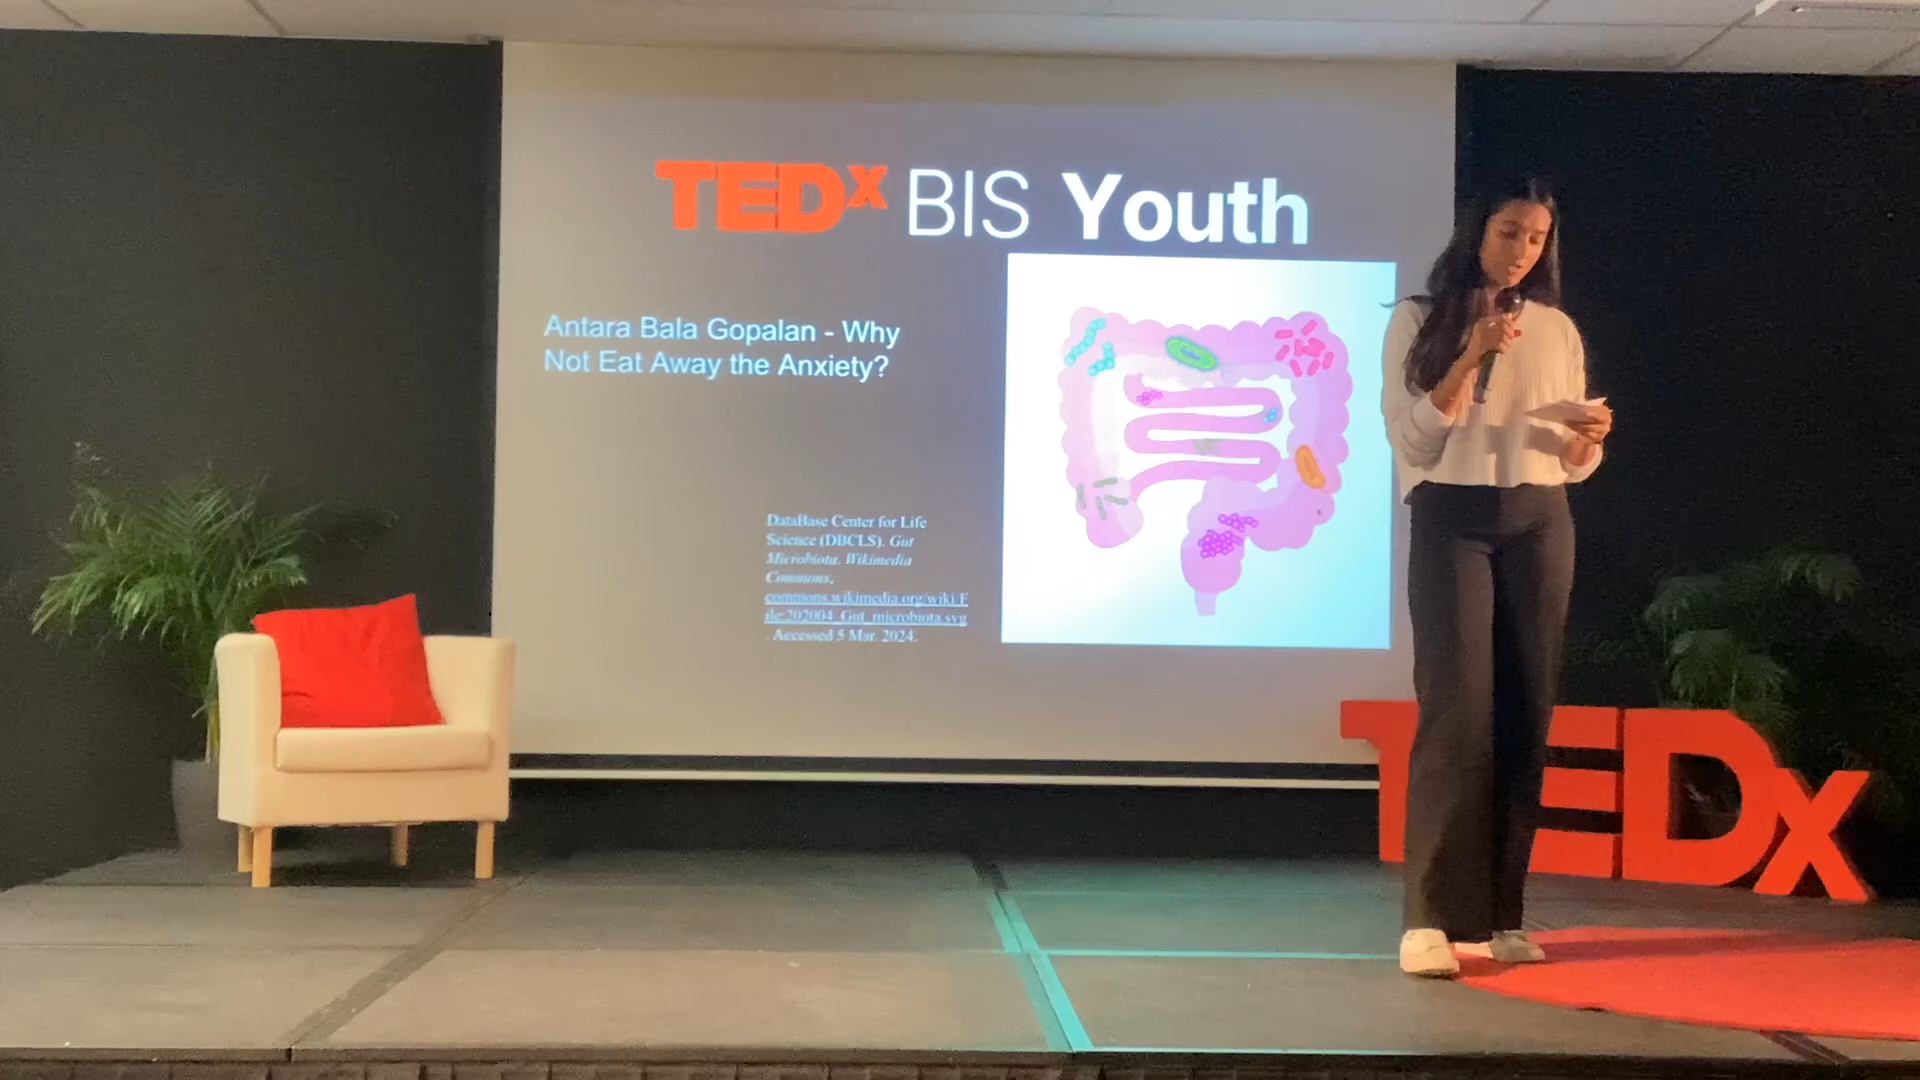 TEDx BIS Youth
Antara Bala Gopalan - Why
Not Eat Away the Anxiety?
DataBase Center for Life
Science (DBCLS). Gut
Microbiota. Wikimedia
Commons,
commons.wikimedia.org/wiki/F
ile:202004_Gut_microbiota.svg
. Accessed 5 Mar. 2024.
TEDx